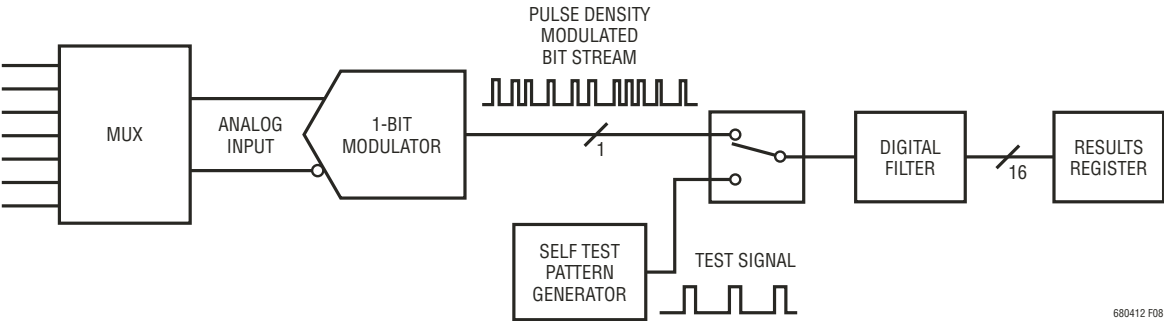 PULSE DENSITY
MODULATED
BIT STREAM
MUX
ANALOG
INPUT
1-BIT
MODULATOR
1
DIGITAL
FILTER
16
RESULTS
REGISTER
SELF TEST
PATTERN
GENERATOR
TEST SIGNAL
680412 F08